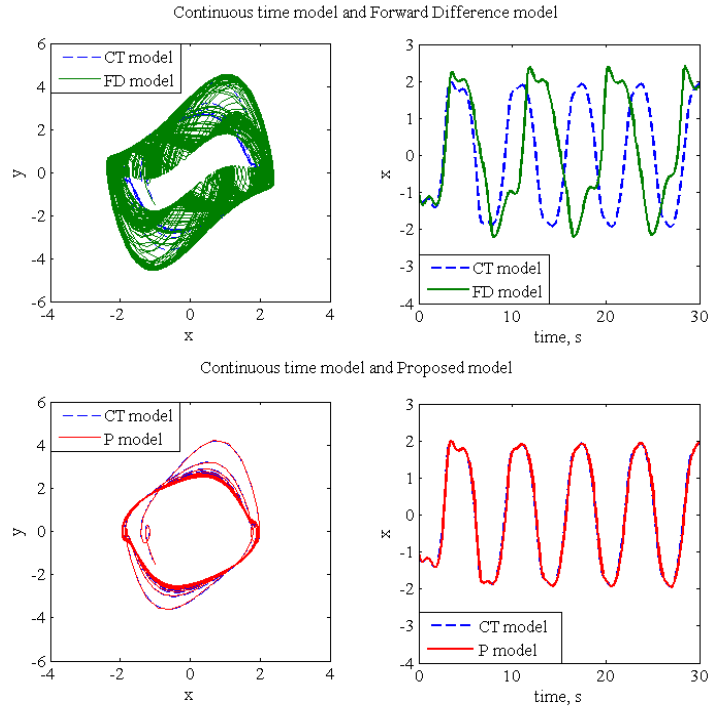 Continuous time model and Forward Difference model
6
4
2
0
-2
-4
-6
y
CT model
FD model
-4
-2
0
2
4
x
3
2
1
0
-1
-2
-3
-4
x
CT model
FD model
0
10
20
30
time, s
Continuous time model and Proposed model
6
4
2
0
-2
-4
-6
y
CT model
P model
-4
-2
0
2
4
x
3
2
1
0
-1
-2
-3
-4
x
CT model
P model
0
10
20
30
time, s